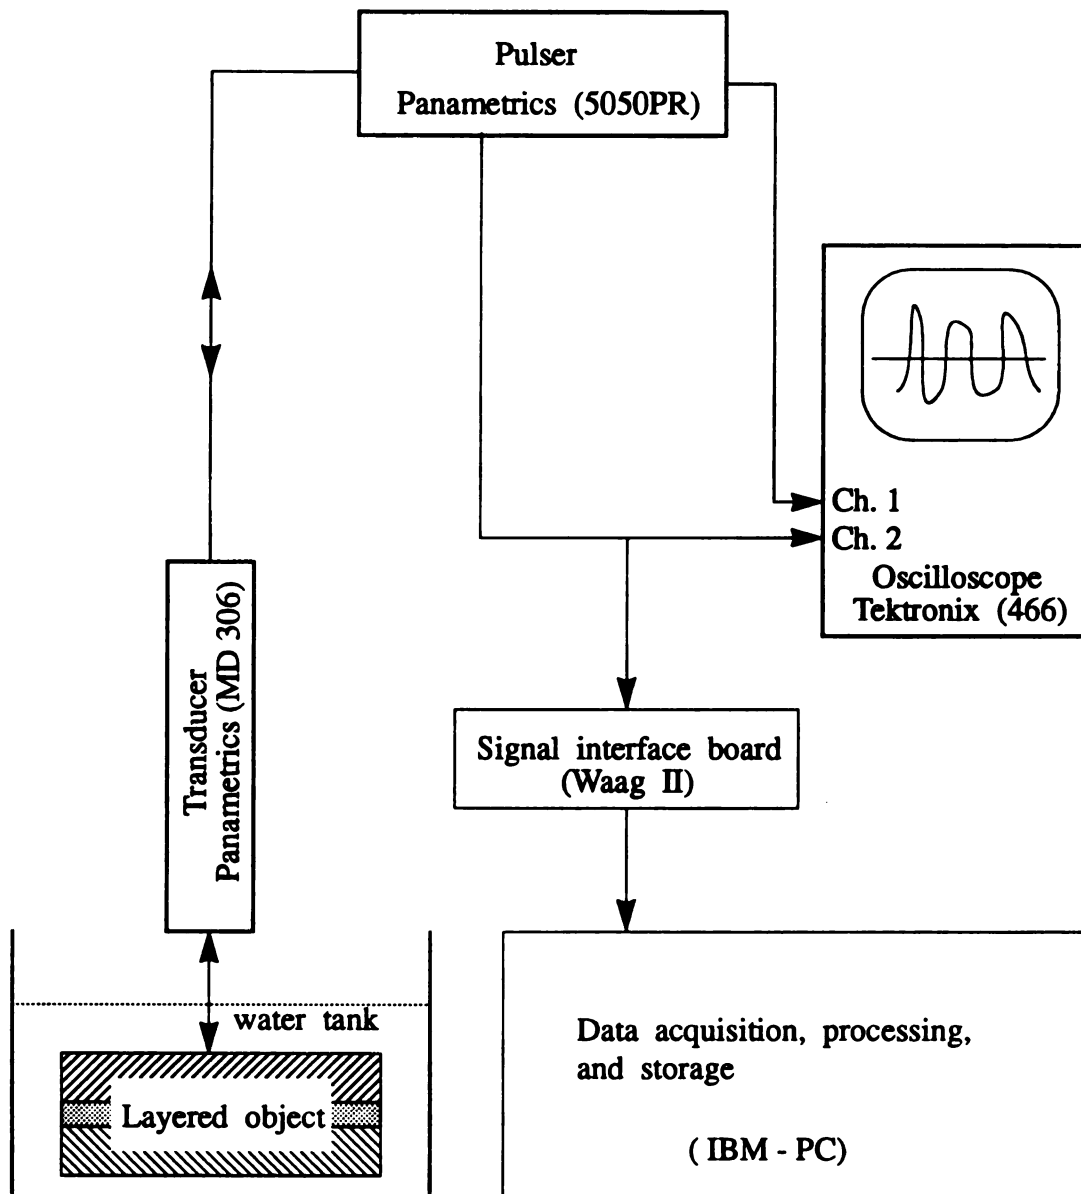 Pulser
Panametrics (5050PR)
Ch. 1
Ch. 2
Oscilloscope
Tektronix (466)
Transducer
Panametrics (MD 306)
Signal interface board
(Waag II)
water tank
Layered object
Data acquisition, processing,
and storage
( IBM - PC)